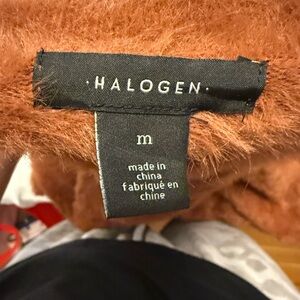 ·HALOGEN·
m
made in
china
fabriqué en
chine